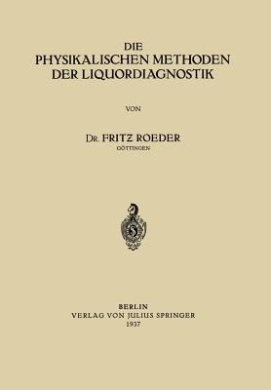 DIE
PHYSIKALISCHEN METHODEN
DER LIQUORDIAGNOSTIK
VON
DR. FRITZ ROEDER
GÖTTINGEN
BERLIN
VERLAG VON JULIUS SPRINGER
1937